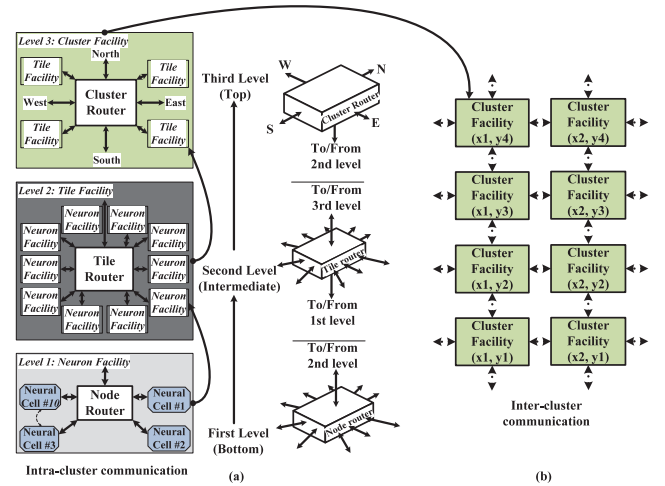 Level 3: Cluster Facility
North
Tile
Facility
Tile
Facility
Cluster
Router
West
East
Tile
Facility
Tile
Facility
South
Level 2: Tile Facility
Neuron
Facility
Neuron
Facility
Neuron
Facility
Neuron
Facility
Neuron
Facility
Tile
Router
Neuron
Facility
Neuron
Facility
Neuron
Facility
Neuron
Facility
Neuron
Facility
Level 1: Neuron Facility
Neural
Cell #10
Node
Router
Neural
Cell #1
Neural
Cell #3
Neural
Cell #2
Intra-cluster communication
Third Level
(Top)
Second Level
(Intermediate)
First Level
(Bottom)
W
N
Cluster Router
S
E
To/From
2nd level
To/From
3rd level
Tile router
To/From
1st level
To/From
2nd level
Node router
(a)
Cluster
Facility
(x1, y4)
Cluster
Facility
(x2, y4)
Cluster
Facility
(x1, y3)
Cluster
Facility
(x2, y3)
Cluster
Facility
(x1, y2)
Cluster
Facility
(x2, y2)
Cluster
Facility
(x1, y1)
Cluster
Facility
(x2, y1)
Inter-cluster
communication
(b)